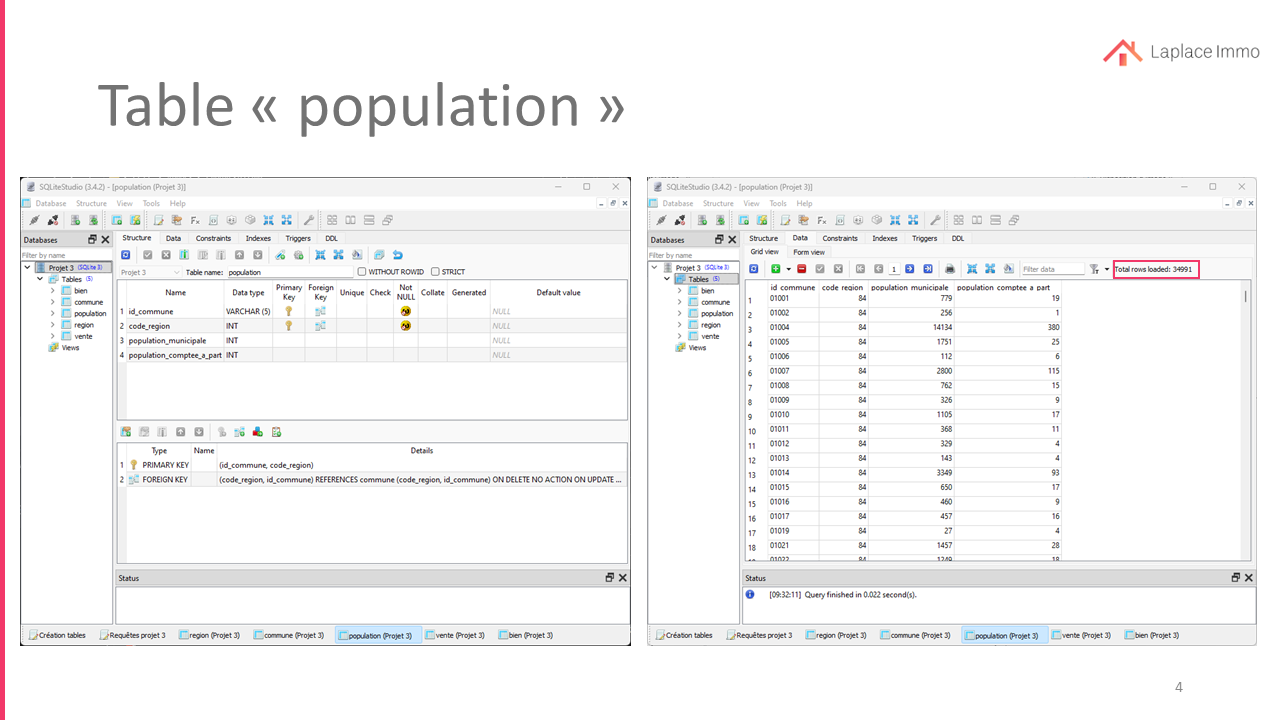 Laplace Immo
Table « population »
SQLiteStudio (3.4.2) - [population (Projet 3)]
Database Structure View Tools Help
Databases
Filter by name
Projet 3 (SQLite 3)
Tables (5)
bien
commune
population
region
vente
Views
Structure Data Constraints Indexes Triggers DDL
Projet 3 Table name: population WITHOUT ROWID STRICT
Name Data type Primary Key Foreign Key Unique Check Not NULL Collate Generated Default value
1 id_commune VARCHAR (5) NULL
2 code_region INT NULL
3 population_municipale INT NULL
4 population_comptee_a_part INT NULL
Type Name Details
1 PRIMARY KEY (id_commune, code_region)
2 FOREIGN KEY (code_region, id_commune) REFERENCES commune (code_region, id_commune) ON DELETE NO ACTION ON UPDATE ...
Status
Création tables Requêtes projet 3 region (Projet 3) commune (Projet 3) population (Projet 3) vente (Projet 3) bien (Projet 3)
SQLiteStudio (3.4.2) - [population (Projet 3)]
Database Structure View Tools Help
Databases
Filter by name
Projet 3 (SQLite 3)
Tables (5)
bien
commune
population
region
vente
Views
Structure Data Constraints Indexes Triggers DDL
Grid view Form view
1 Filter data Total rows loaded: 34991
id_commune code_region population_municipale population_comptee_a_part
1 01001 84 779 19
2 01002 84 256 1
3 01004 84 14134 380
4 01005 84 1751 25
5 01006 84 112 6
6 01007 84 2800 115
7 01008 84 762 15
8 01009 84 326 9
9 01010 84 1105 17
10 01011 84 368 11
11 01012 84 329 4
12 01013 84 143 4
13 01014 84 3349 93
14 01015 84 650 17
15 01016 84 460 9
16 01017 84 457 16
17 01019 84 27 4
18 01021 84 1457 28
01022 84 1249 18
Status
[09:32:11] Query finished in 0.022 second(s).
Création tables Requêtes projet 3 region (Projet 3) commune (Projet 3) population (Projet 3) vente (Projet 3) bien (Projet 3)
4